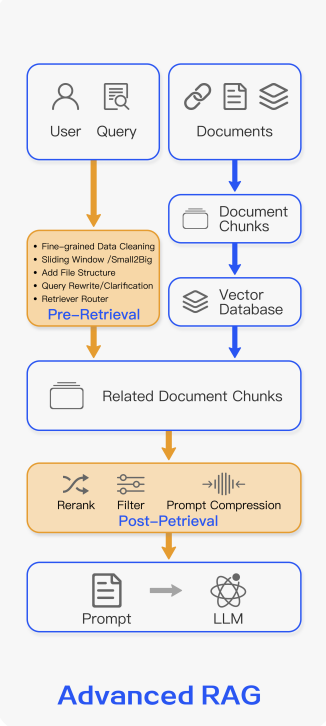 User Query
Documents
Document
Chunks
• Fine-grained Data Cleaning
• Sliding Window /Small2Big
• Add File Structure
• Query Rewrite/Clarifcation
• Retriever Router
Pre-Retrieval
Vector
Database
Related Document Chunks
Rerank Filter Prompt Compression
Post-Petrieval
Prompt LLM
Advanced RAG